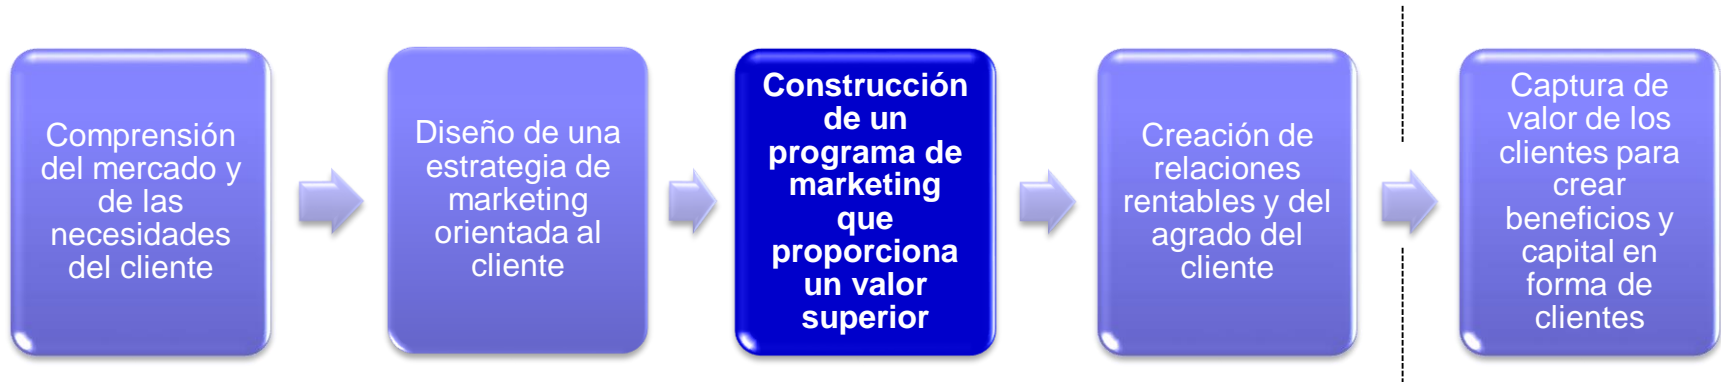 Comprensión
del mercado y
de las
necesidades
del cliente
Diseño de una
estrategia de
marketing
orientada al
cliente
Construcción
de un
programa de
marketing
que
proporciona
un valor
superior
Creación de
relaciones
rentables y del
agrado del
cliente
Captura de
valor de los
clientes para
crear
beneficios y
capital en
forma de
clientes